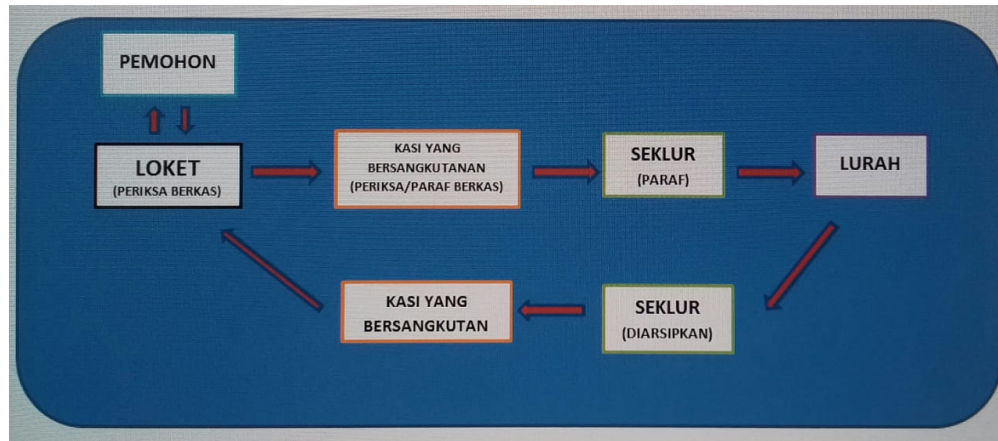 PEMOHON
LOKET
(PERIKSA BERKAS)
KASI YANG
BERSANGKUTANAN
(PERIKSA/PARAF BERKAS)
SEKLUR
(PARAF)
LURAH
KASI YANG
BERSANGKUTAN
SEKLUR
(DIARSIPKAN)